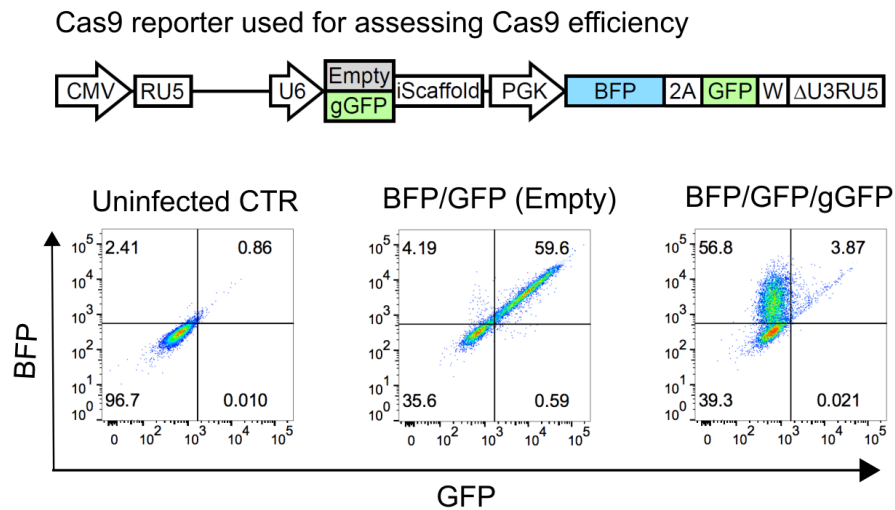 Cas9 reporter used for assessing Cas9 efficiency
CMV RU5 U6 Empty gGFP iScaffold PGK BFP 2A GFP W ΔU3RU5
Uninfected CTR BFP/GFP (Empty) BFP/GFP/gGFP
BFP
10⁵ 10⁴ 10³ 10² 10¹ 10⁰
2.41 0.86
96.7 0.010
0 10² 10³ 10⁴ 10⁵
10⁵ 10⁴ 10³ 10² 10¹ 10⁰
4.19 59.6
35.6 0.59
0 10² 10³ 10⁴ 10⁵
10⁵ 10⁴ 10³ 10² 10¹ 10⁰
56.8 3.87
39.3 0.021
0 10² 10³ 10⁴ 10⁵
GFP